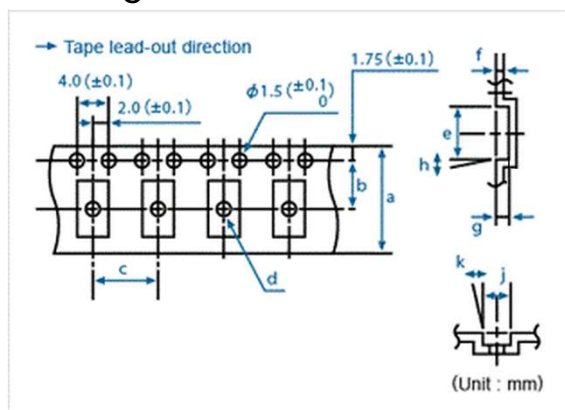 → Tape lead-out direction
4.0 (±0.1)
2.0 (±0.1)
ϕ1.5 (±0.1 0)
1.75 (±0.1)
f
e
h
b
a
g
c
d
k
j
(Unit : mm)